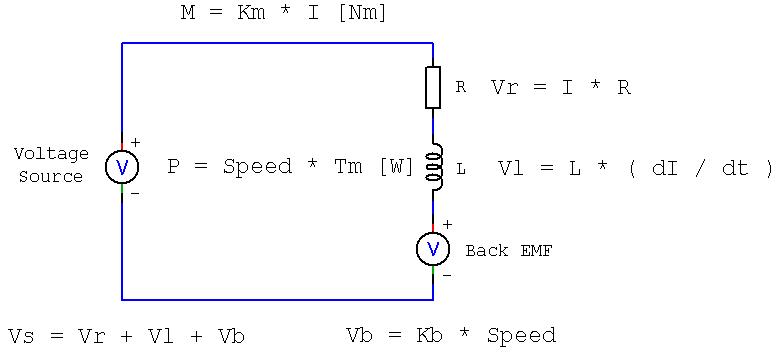 M = Km * I [Nm]
R
Vr = I * R
+
Voltage
Source
V
-
P = Speed * Tm [W]
L
Vl = L * ( dI / dt )
+
V
Back EMF
-
Vs = Vr + Vl + Vb
Vb = Kb * Speed